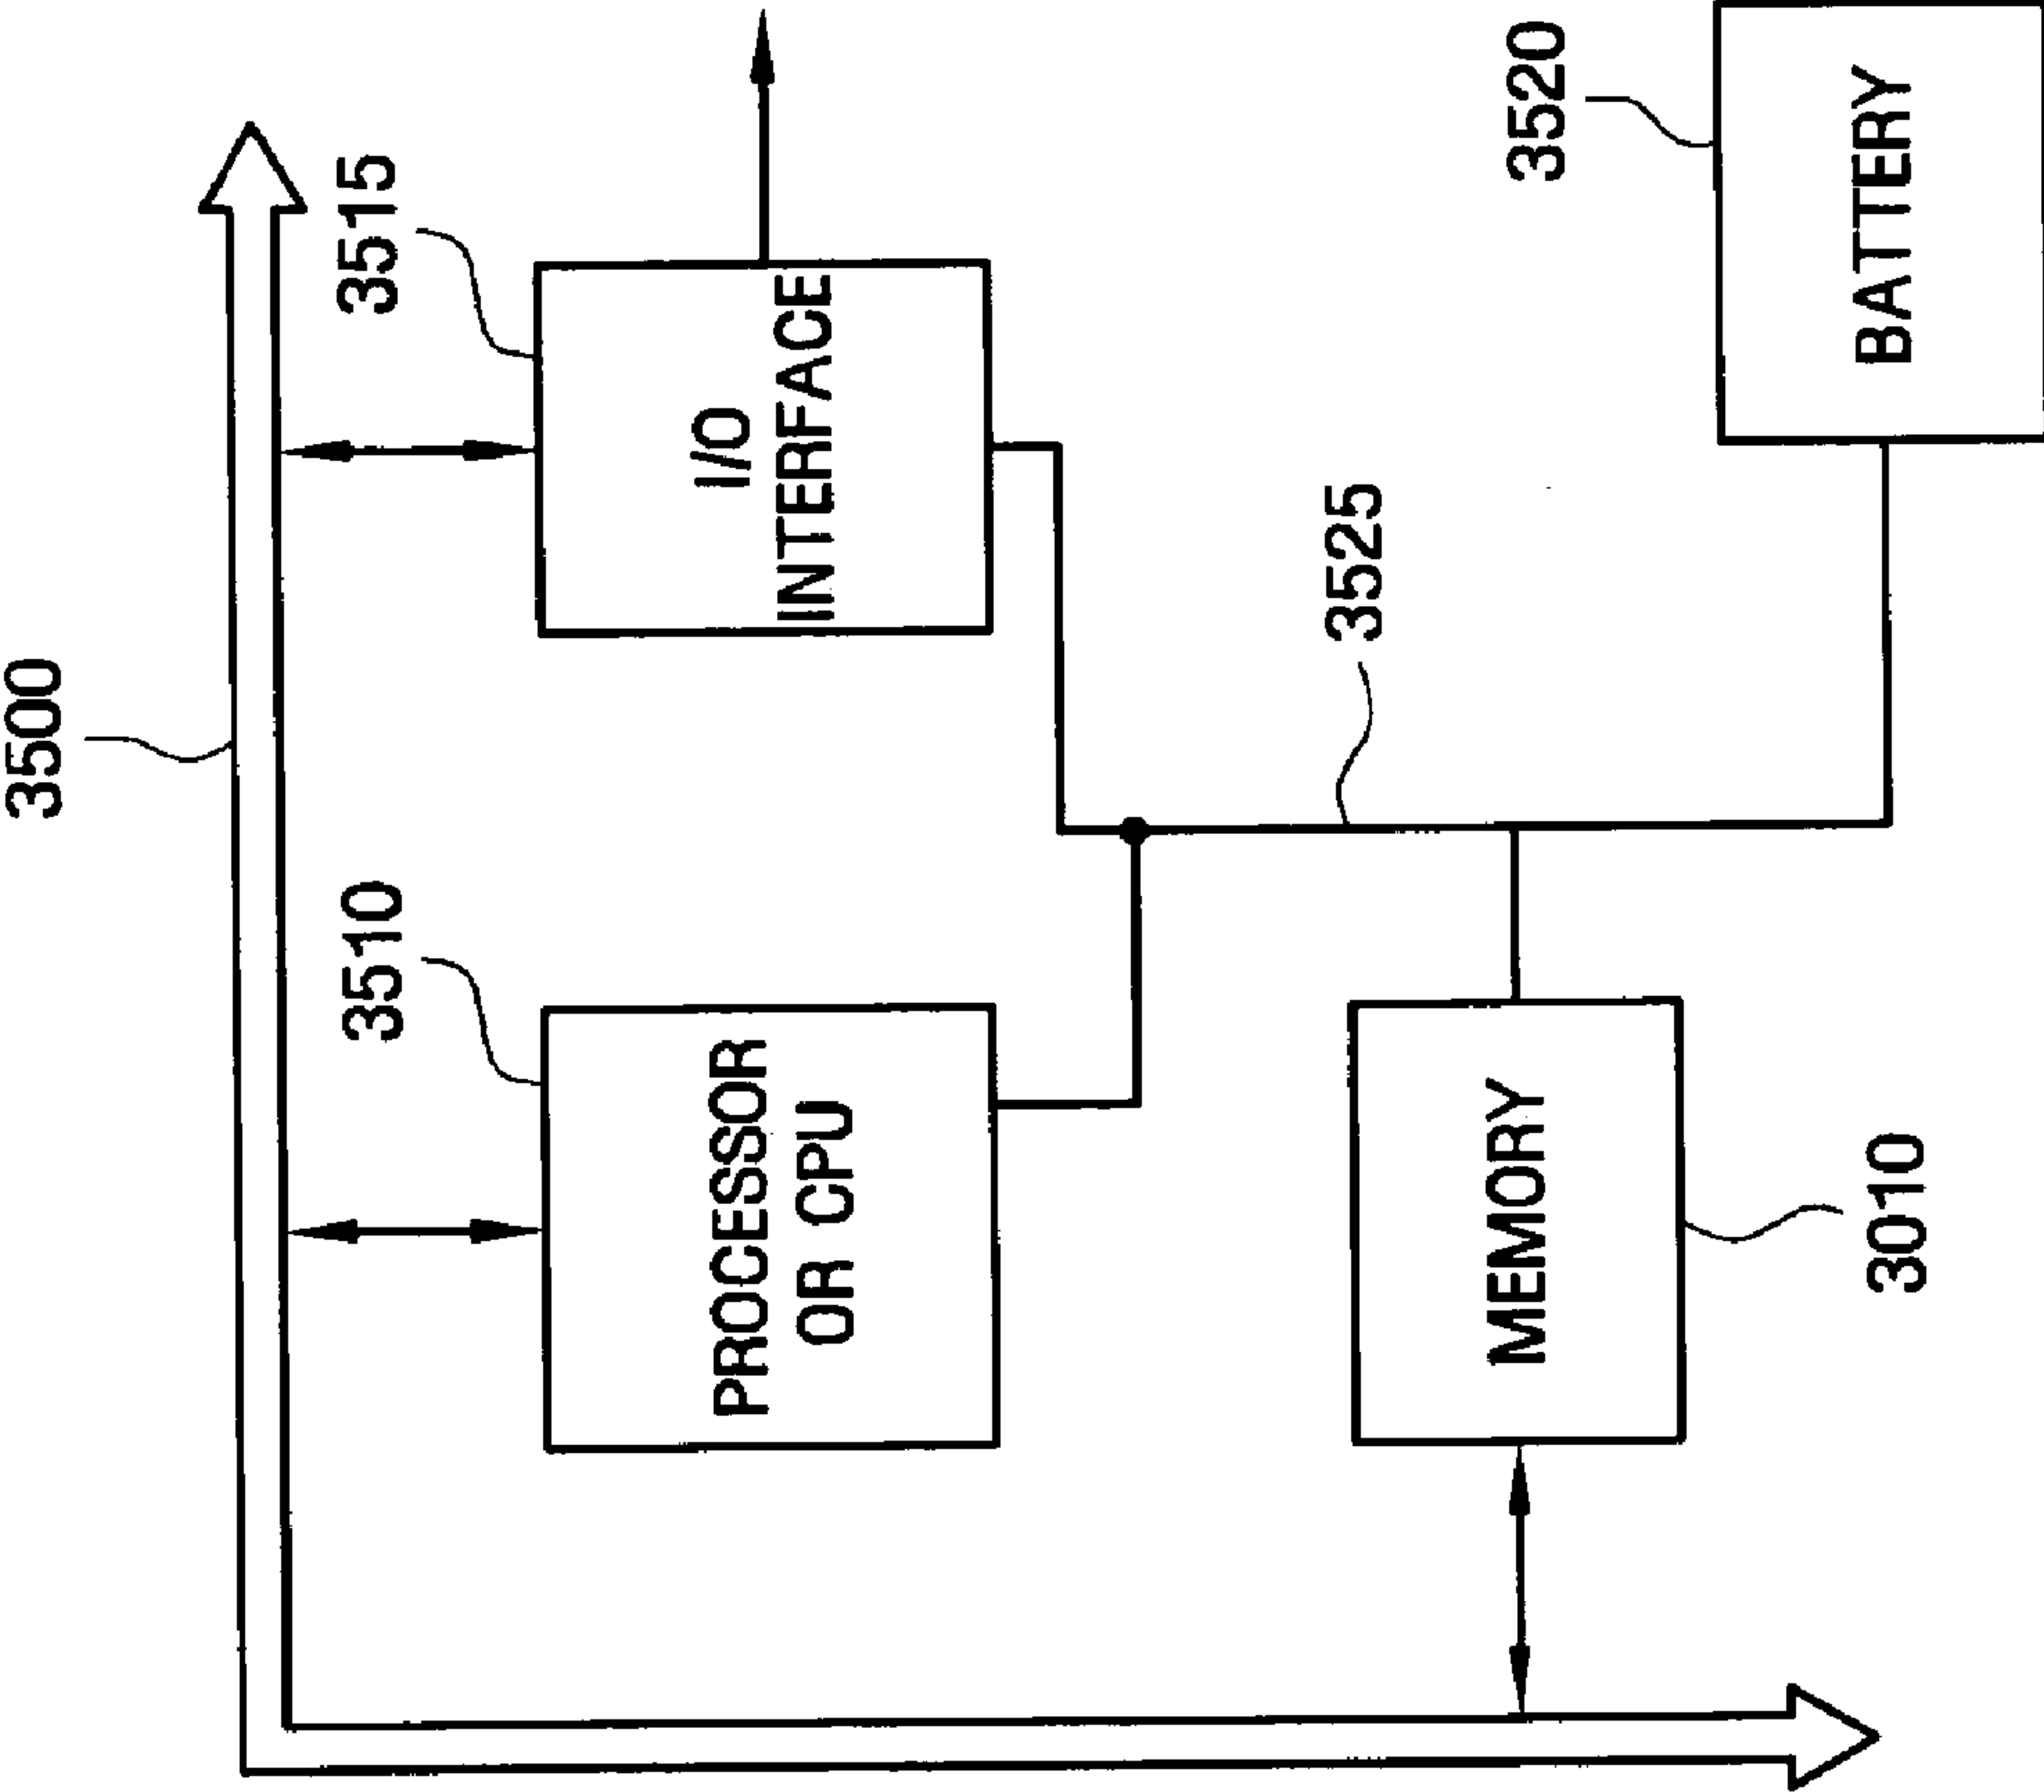 3500
3510
3515
PROCESSOR
OR CPU
I/O
INTERFACE
3525
MEMORY
3010
3520
BATTERY